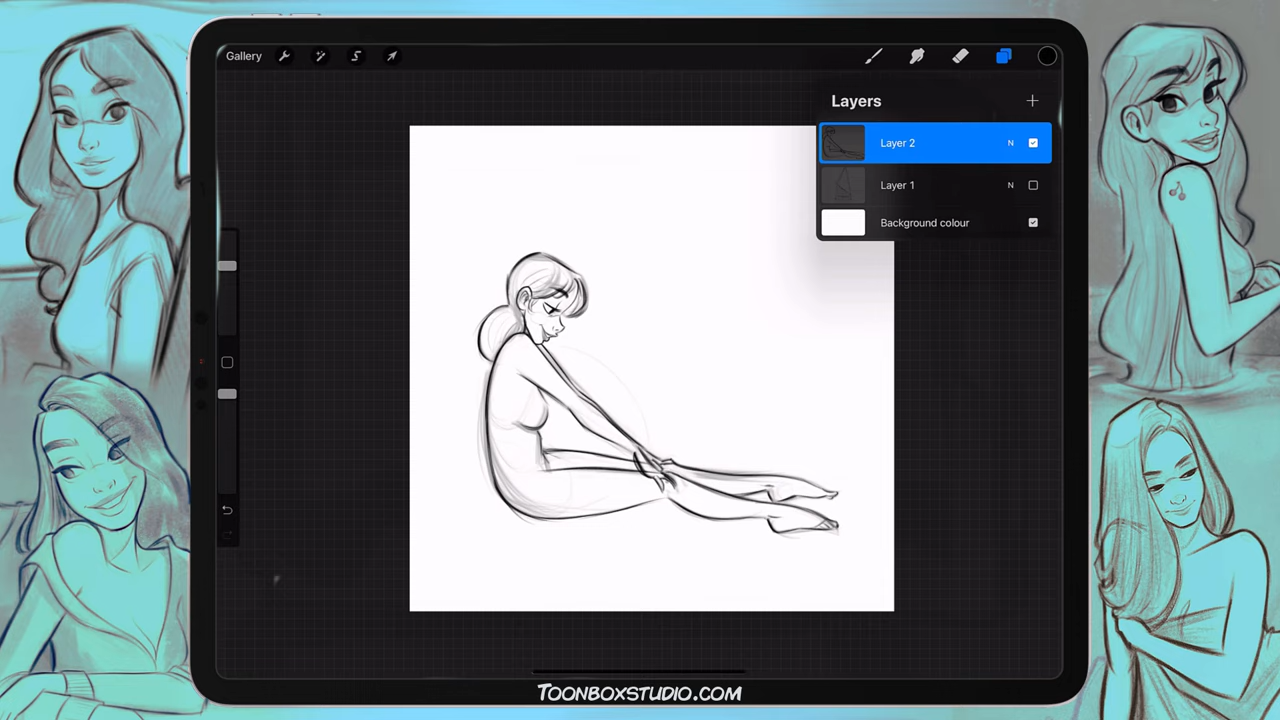 Gallery
Layers
Layer 2 N
Layer 1 N
Background colour
TOONBOXSTUDIO.COM